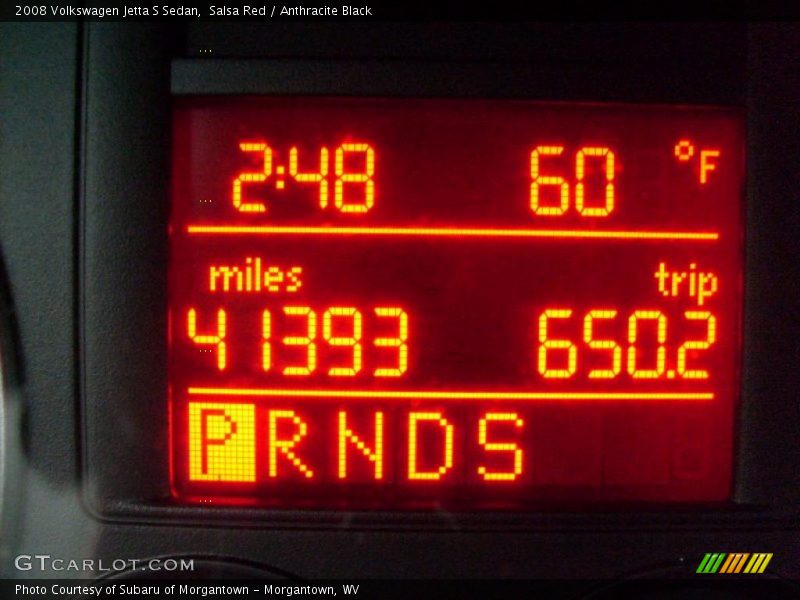 2008 Volkswagen Jetta S Sedan,  Salsa Red / Anthracite Black
2:48 60 °F
miles trip
41393 650.2
P R N D S
GTCARLOT.COM
Photo Courtesy of Subaru of Morgantown - Morgantown, WV